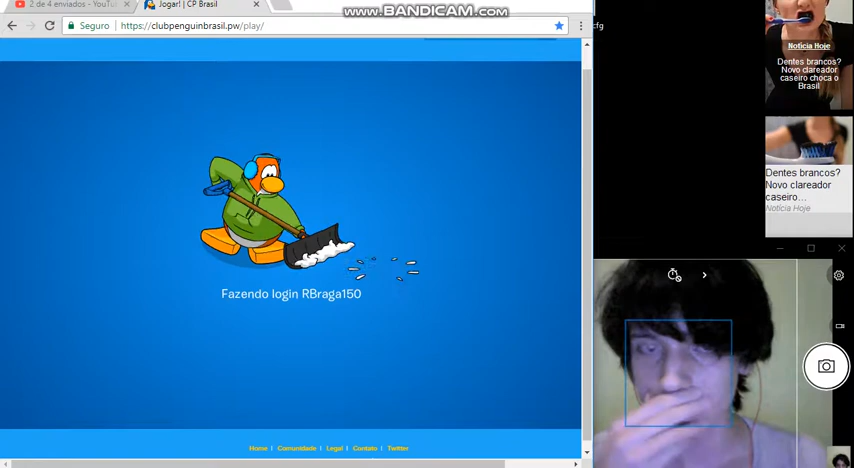 2 de 4 enviados - YouTu
Jogar! | CP Brasil
www.BANDICAM.com
Seguro
https://clubpenguinbrasil.pw/play/
cfg
Notícia Hoje
Dentes brancos?
Novo clareador
caseiro choca o
Brasil
Dentes brancos?
Novo clareador
caseiro...
Notícia Hoje
Fazendo login RBraga150
Home | Comunidade | Legal | Contato | Twitter